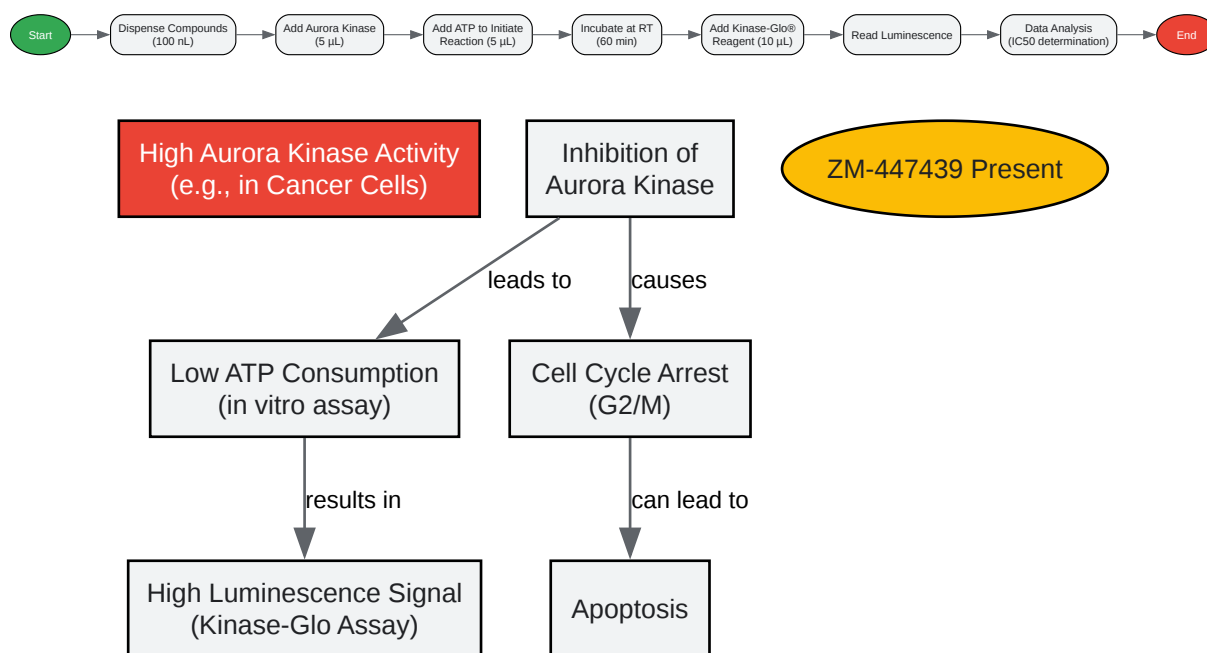 Start
Dispense Compounds
(100 nL)
Add Aurora Kinase
(5 µL)
Add ATP to Initiate
Reaction (5 µL)
Incubate at RT
(60 min)
Add Kinase-Glo®
Reagent (10 µL)
Read Luminescence
Data Analysis
(IC50 determination)
End
High Aurora Kinase Activity
(e.g., in Cancer Cells)
Inhibition of
Aurora Kinase
ZM-447439 Present
leads to
causes
Low ATP Consumption
(in vitro assay)
Cell Cycle Arrest
(G2/M)
results in
can lead to
High Luminescence Signal
(Kinase-Glo Assay)
Apoptosis